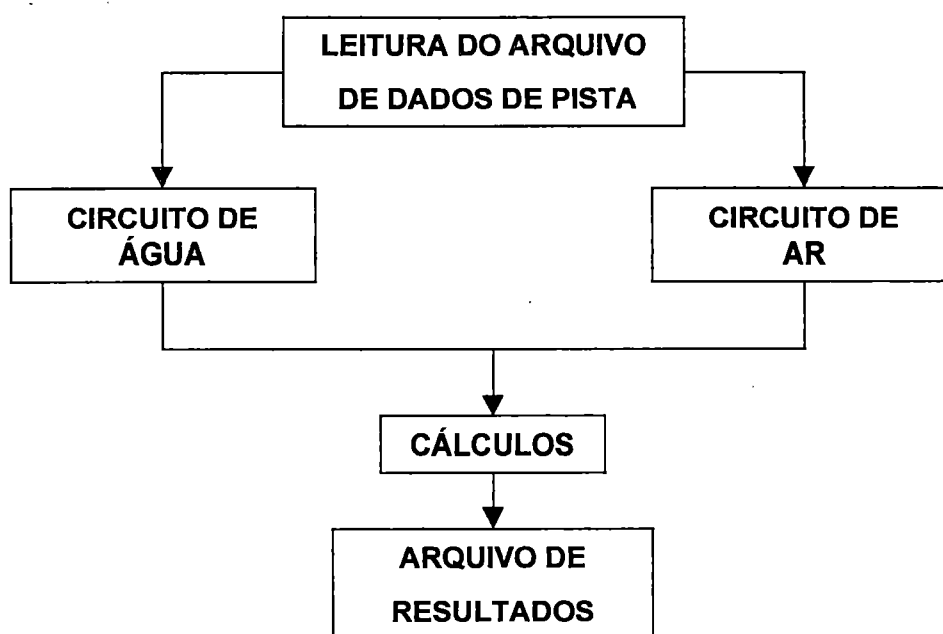 LEITURA DO ARQUIVO
DE DADOS DE PISTA
CIRCUITO DE
ÁGUA
CIRCUITO DE
AR
CÁLCULOS
ARQUIVO DE
RESULTADOS